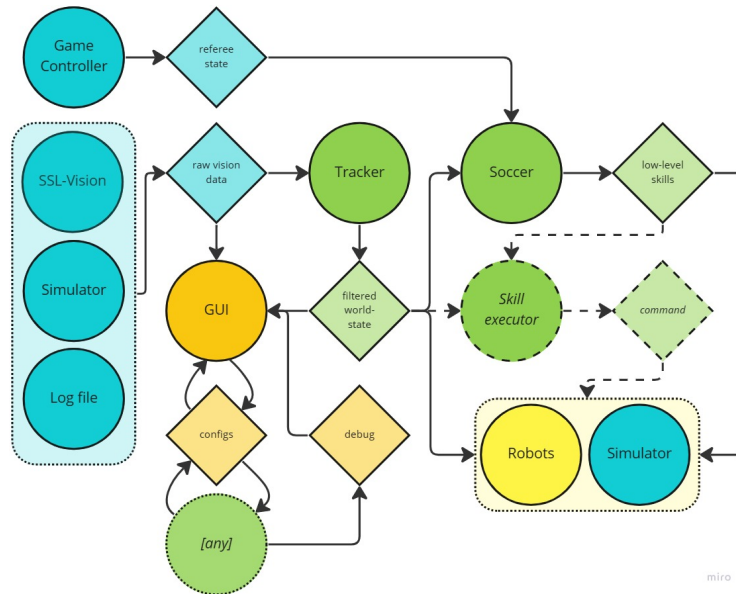 Game
Controller
referee
state
SSL-Vision
raw vision
data
Tracker
Soccer
low-level
skills
Simulator
GUI
filtered
world-
state
Skill
executor
command
Log file
configs
debug
Robots
Simulator
[any]
miro